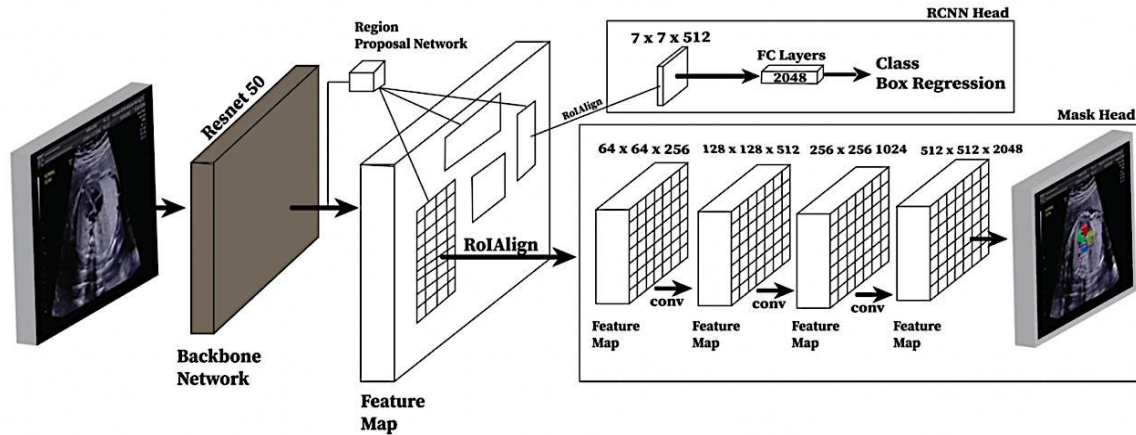 Resnet 50
Backbone
Network
Region
Proposal Network
Feature
Map
RoIAlign
RoIAlign
RCNN Head
7 x 7 x 512
FC Layers
2048
Class
Box Regression
Mask Head
64 x 64 x 256
128 x 128 x 512
256 x 256 1024
512 x 512 x 2048
conv
conv
conv
Feature
Map
Feature
Map
Feature
Map
Feature
Map